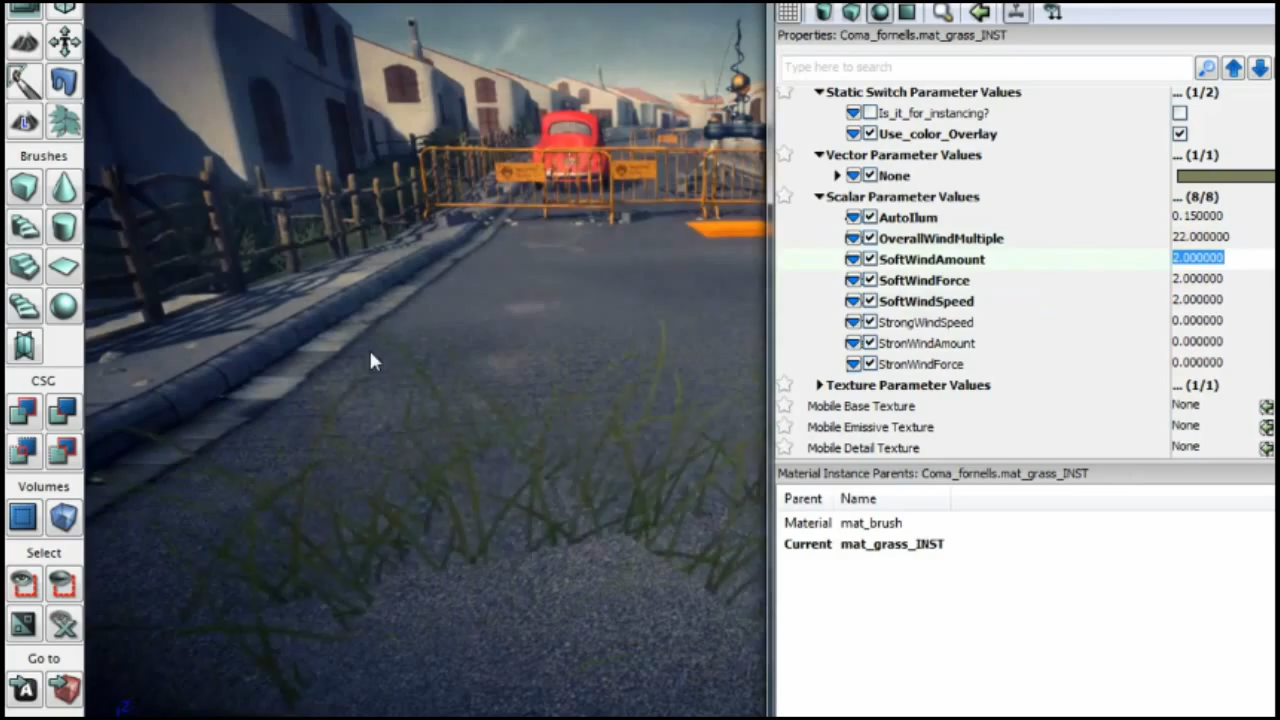 Brushes
CSG
Volumes
Select
Go to
Properties: Coma_fornells.mat_grass_INST
Type here to search
Static Switch Parameter Values ... (1/2)
Is_it_for_instancing?
Use_color_Overlay
Vector Parameter Values ... (1/1)
None
Scalar Parameter Values ... (8/8)
AutoIlum 0.150000
OverallWindMultiple 22.000000
SoftWindAmount 2.000000
SoftWindForce 2.000000
SoftWindSpeed 2.000000
StrongWindSpeed 0.000000
StronWindAmount 0.000000
StronWindForce 0.000000
Texture Parameter Values ... (1/1)
Mobile Base Texture None
Mobile Emissive Texture None
Mobile Detail Texture None
Material Instance Parents: Coma_fornells.mat_grass_INST
Parent Name
Material mat_brush
Current mat_grass_INST